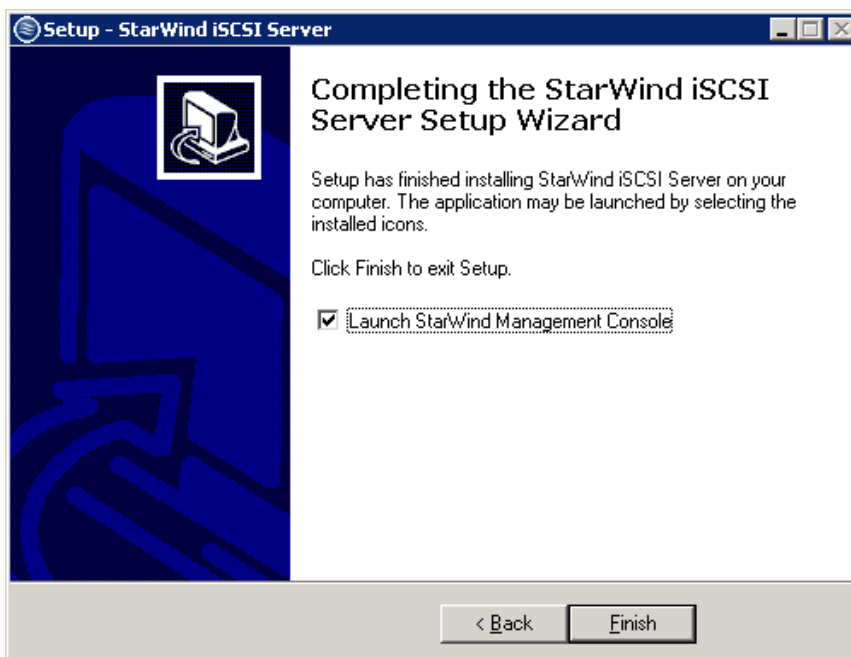 Setup - StarWind iSCSI Server
Completing the StarWind iSCSI
Server Setup Wizard
Setup has finished installing StarWind iSCSI Server on your
computer. The application may be launched by selecting the
installed icons.
Click Finish to exit Setup.
Launch StarWind Management Console
< Back
Finish